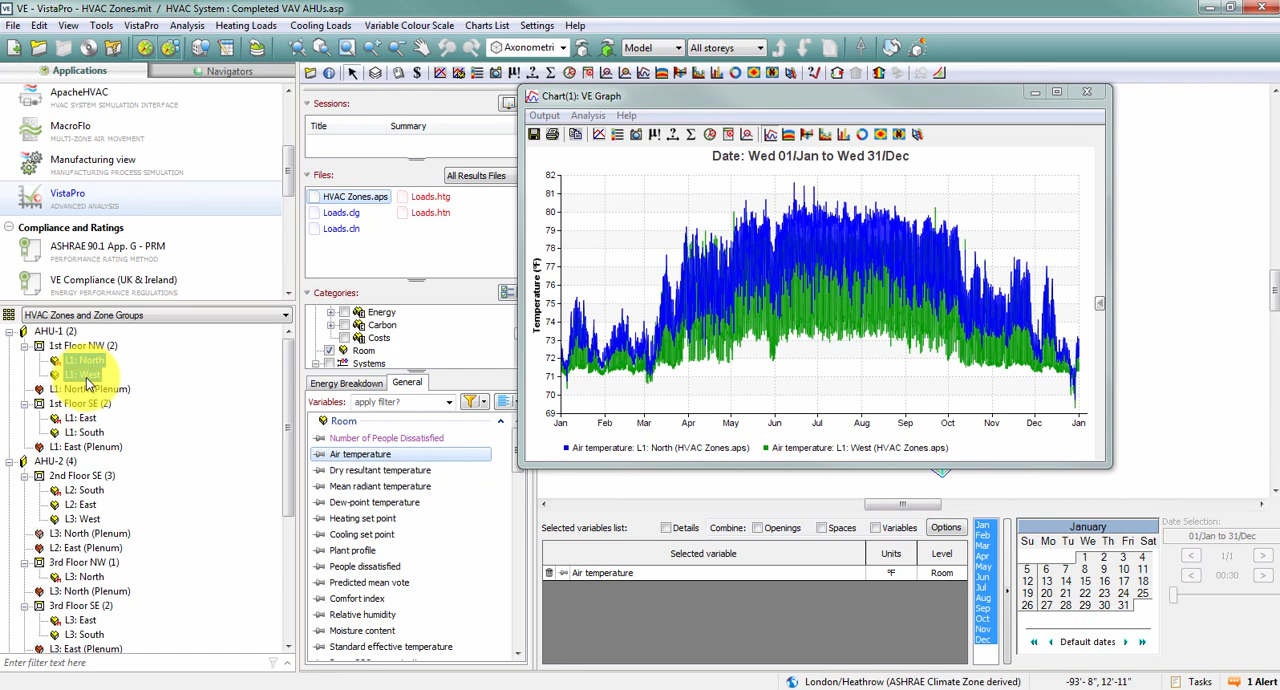 VE - VistaPro - HVAC Zones.mit / HVAC System : Completed VAV AHUs.asp
File Edit View Tools VistaPro Analysis Heating Loads Cooling Loads Variable Colour Scale Charts List Settings Help
Axonometri Model All storeys
Applications Navigators
ApacheHVAC
HVAC SYSTEM SIMULATION INTERFACE
MacroFlo
MULTI-ZONE AIR MOVEMENT
Manufacturing view
MANUFACTURING PROCESS SIMULATION
VistaPro
ADVANCED ANALYSIS
Compliance and Ratings
ASHRAE 90.1 App. G - PRM
PERFORMANCE RATING METHOD
VE Compliance (UK & Ireland)
ENERGY PERFORMANCE REGULATIONS
HVAC Zones and Zone Groups
AHU-1 (2)
1st Floor NW (2)
L1: North
L1: West
L1: North (Plenum)
1st Floor SE (2)
L1: East
L1: South
L1: East (Plenum)
AHU-2 (4)
2nd Floor SE (3)
L2: South
L2: East
L3: West
L3: North (Plenum)
L2: East (Plenum)
3rd Floor NW (1)
L3: North
L3: North (Plenum)
3rd Floor SE (2)
L3: East
L3: South
L3: East (Plenum)
Enter filter text here
Sessions:
Title Summary
Files: All Results Files
HVAC Zones.aps Loads.htg
Loads.clg Loads.htn
Loads.cln
Categories:
Energy
Carbon
Costs
Room
Systems
Energy Breakdown General
Variables: apply filter?
Room
Number of People Dissatisfied
Air temperature
Dry resultant temperature
Mean radiant temperature
Dew-point temperature
Heating set point
Cooling set point
Plant profile
People dissatisfied
Predicted mean vote
Comfort index
Relative humidity
Moisture content
Standard effective temperature
Chart(1): VE Graph
Output Analysis Help
Date: Wed 01/Jan to Wed 31/Dec
Temperature (°F)
82
81
80
79
78
77
76
75
74
73
72
71
70
69
Jan Feb Mar Apr May Jun Jul Aug Sep Oct Nov Dec Jan
Air temperature: L1: North (HVAC Zones.aps) Air temperature: L1: West (HVAC Zones.aps)
Selected variables list: Details Combine: Openings Spaces Variables Options
Selected variable Units Level
Air temperature °F Room
Jan
Feb
Mar
Apr
May
Jun
Jul
Aug
Sep
Oct
Nov
Dec
January
Su Mo Tu We Th Fri Sat
1 2 3 4
5 6 7 8 9 10 11
12 13 14 15 16 17 18
19 20 21 22 23 24 25
26 27 28 29 30 31
Default dates
Date Selection:
01/Jan to 31/Dec
< 1/1 >
< 00:30 >
London/Heathrow (ASHRAE Climate Zone derived) -93'- 8", 12'-11" Tasks 1 Alert